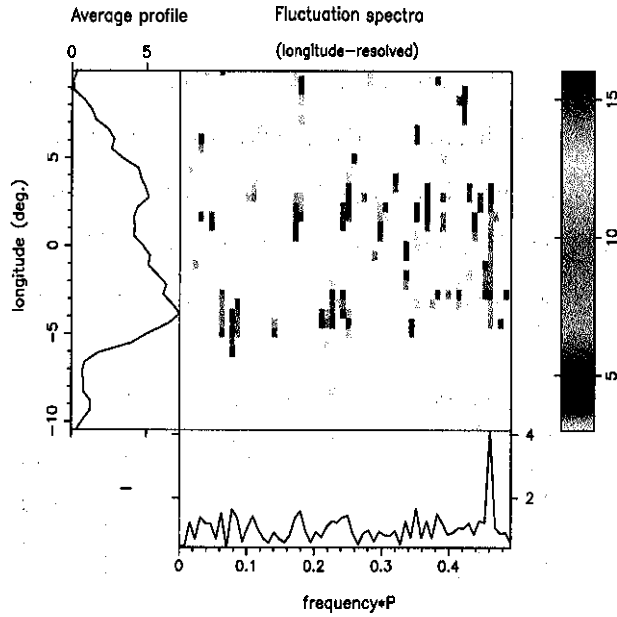 Average profile
Fluctuation spectra
(longitude-resolved)
0 5
longitude (deg.)
5
0
-5
-10
15
10
5
4
2
0 0.1 0.2 0.3 0.4
frequency*P